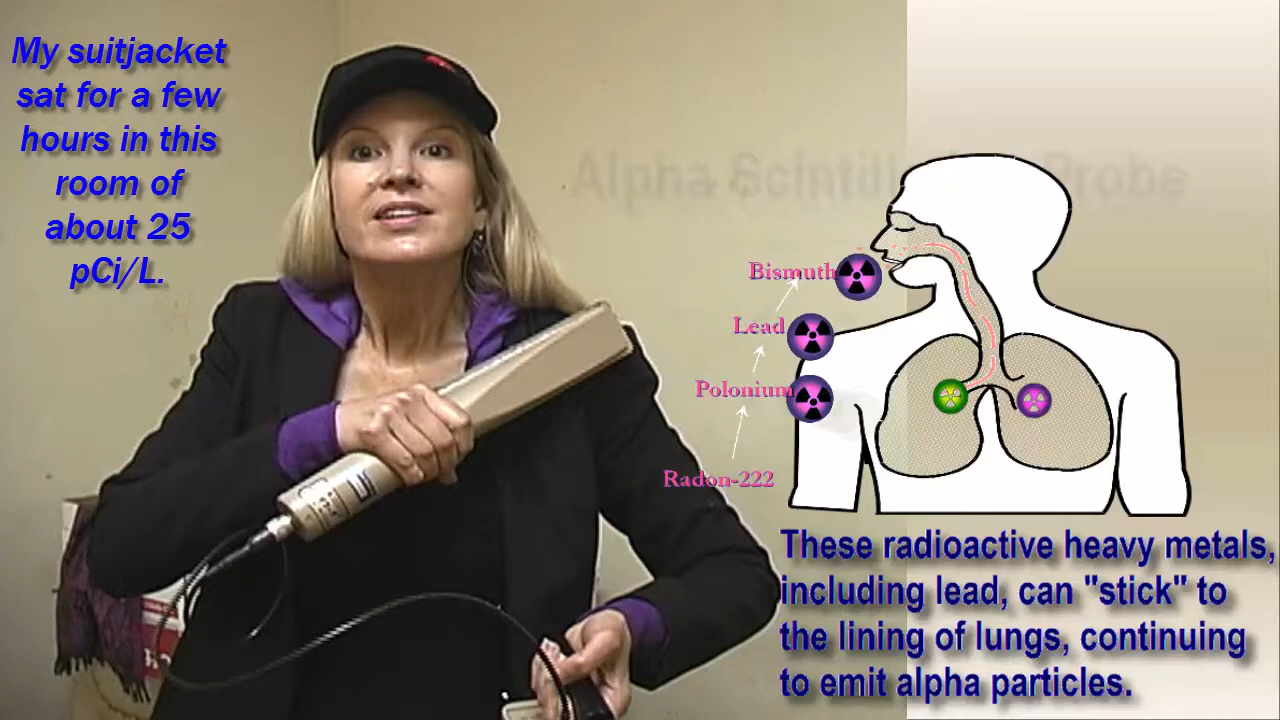 My suitjacket
sat for a few
hours in this
room of
about 25
pCi/L.
Alpha Scintillation Probe
Bismuth
Lead
Polonium
Radon-222
These radioactive heavy metals,
including lead, can "stick" to
the lining of lungs, continuing
to emit alpha particles.